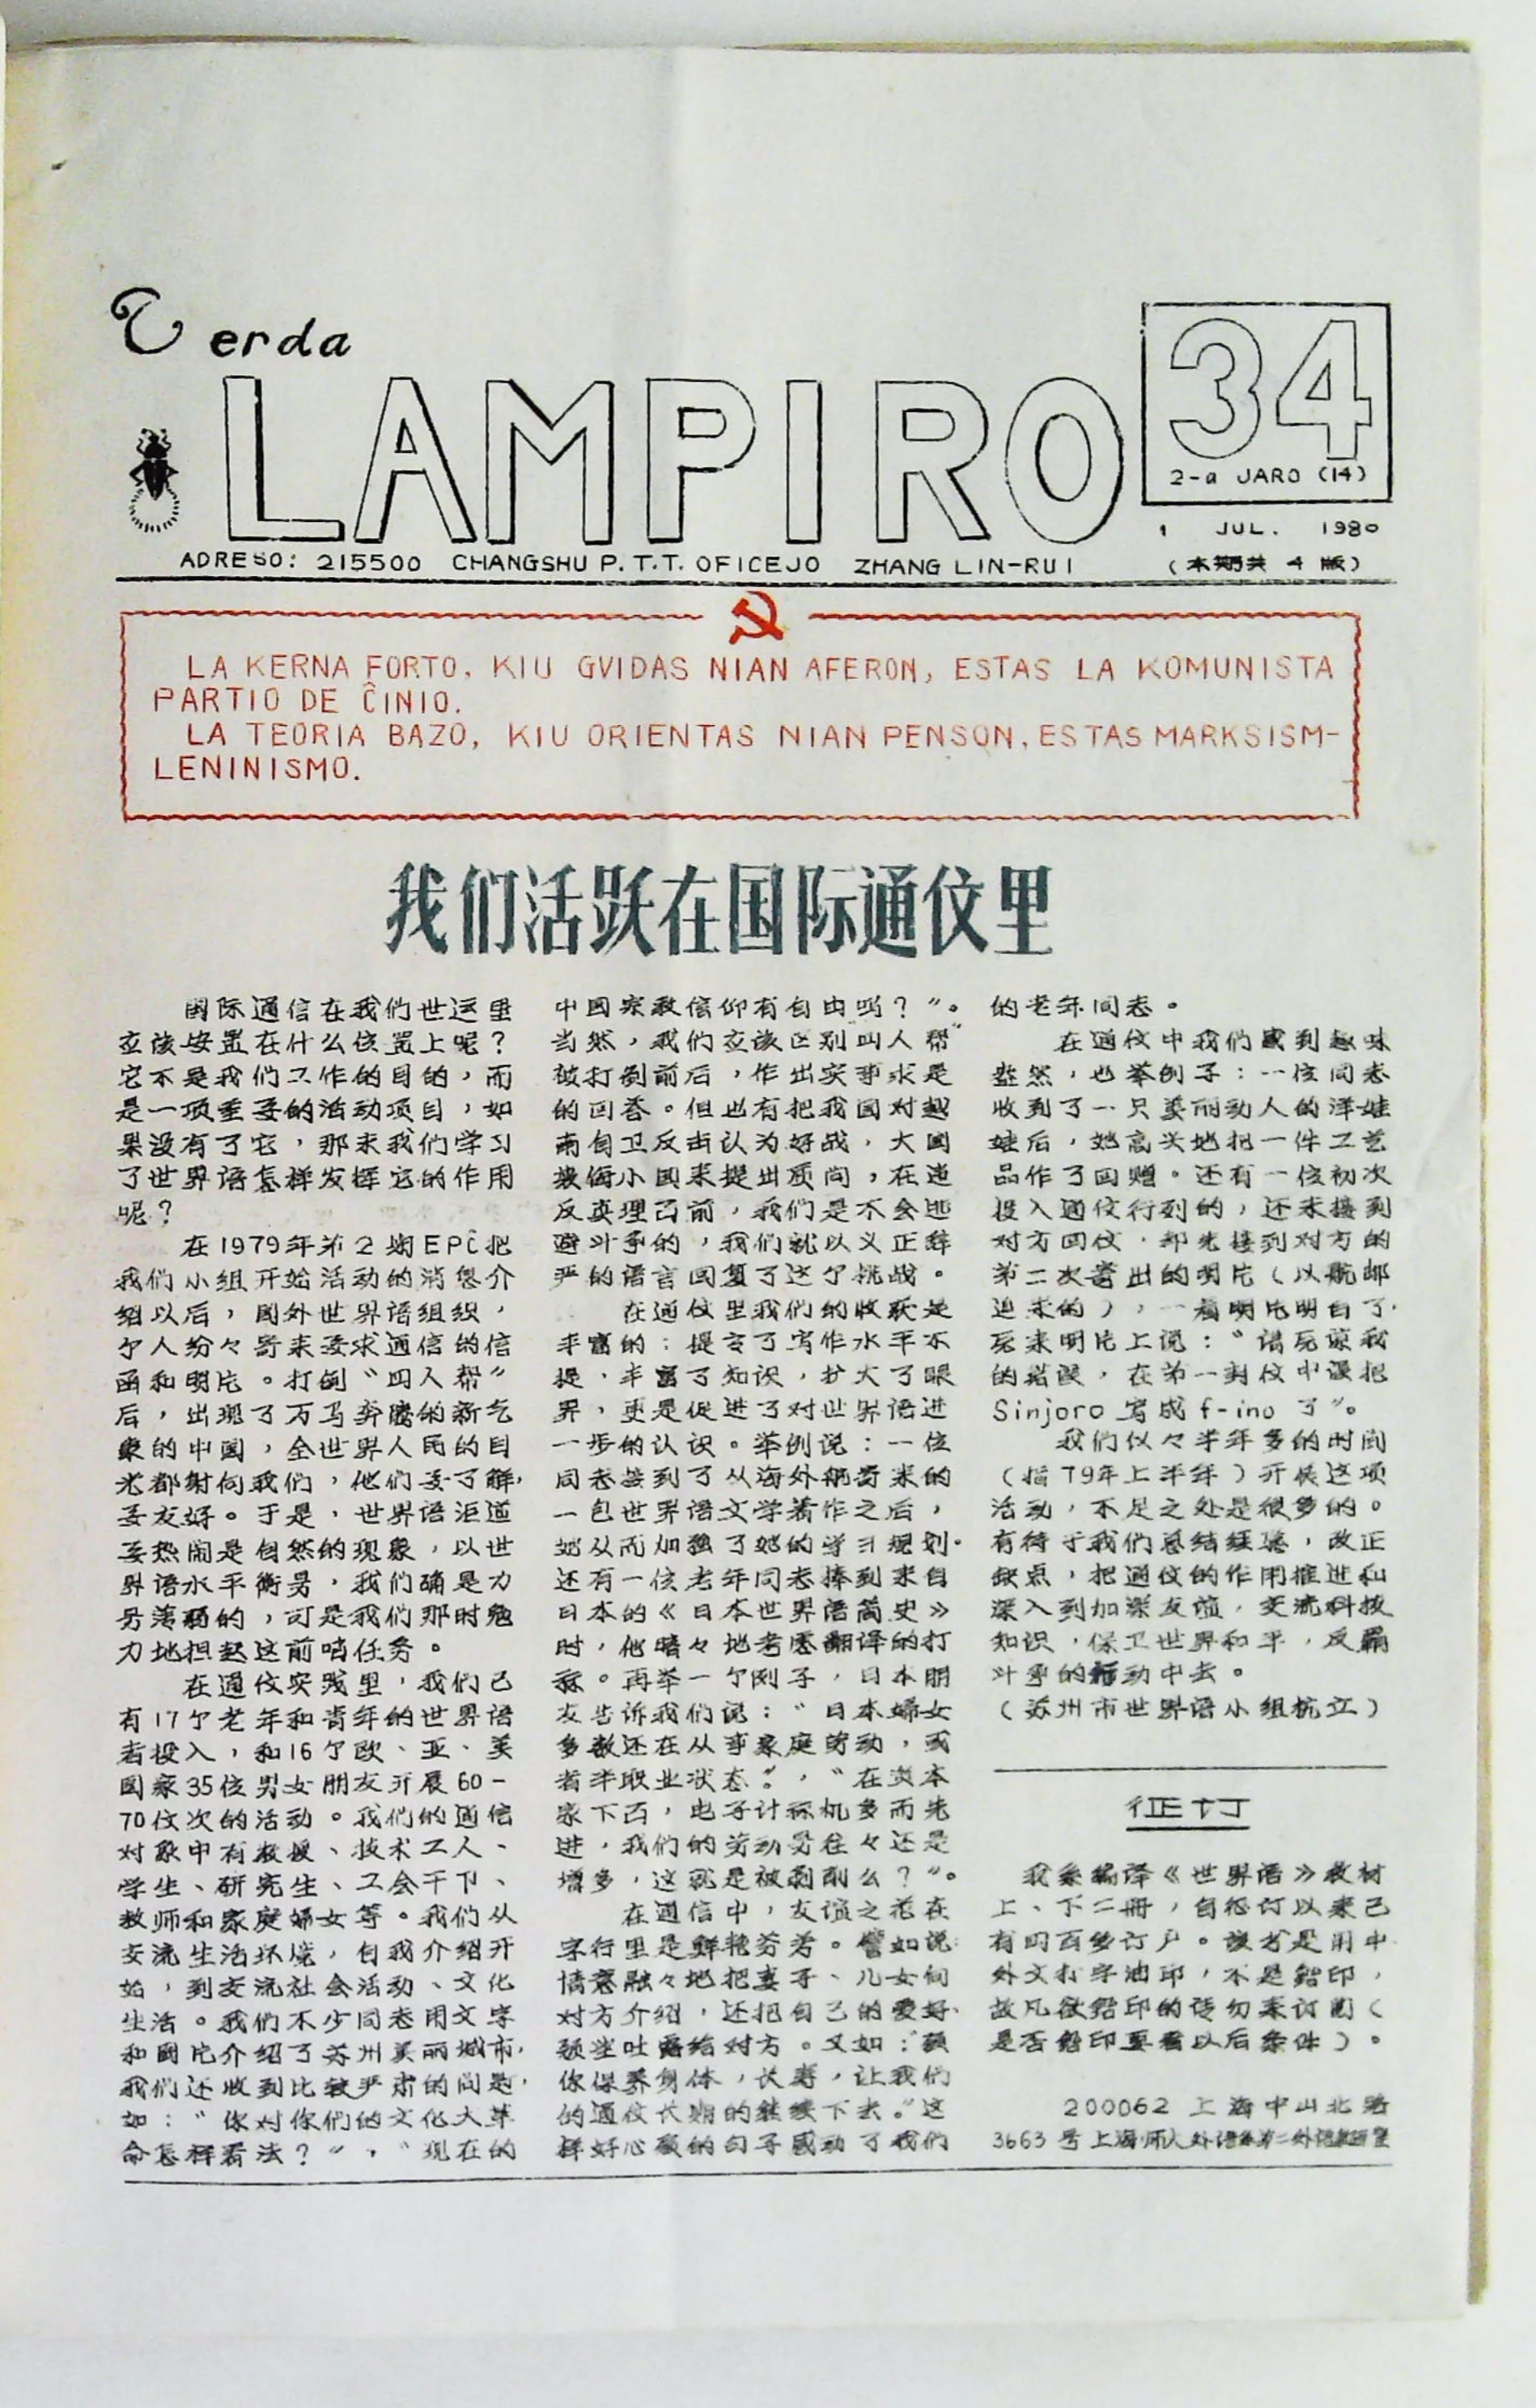 Verda
LAMPIRO
34
2-a JARO (14)
1 JUL. 1980
ADRESO: 215500 CHANGSHU P.T.T. OFICEJO ZHANG LIN-RUI
(本期共 4 版)
LA KERNA FORTO, KIU GVIDAS NIAN AFERON, ESTAS LA KOMUNISTA
PARTIO DE ĈINIO.
LA TEORIA BAZO, KIU ORIENTAS NIAN PENSON, ESTAS MARKSISM-
LENINISMO.
我们活跃在国际通伩里
国际通信在我们世运里
应该安置在什么位置上呢?
它不是我们工作的目的,而
是一项重要的活动项目,如
果没有了它,那末我们学习
了世界语怎样发挥它的作用
呢?
在1979年第2期EPĈ把
我们小组开始活动的消息介
绍以后,国外世界语组织,
个人纷々寄来要求通信的信
函和明片。打倒“四人帮”
后,出现了万马奔腾的新气
象的中国,全世界人民的目
光都射向我们,他们要了解,
要友好。于是,世界语汇道
要热闹是自然的现象,以世
界语水平衡另,我们确是力
另薄弱的,可是我们那时勉
力地担起这前哨任务。
在通伩实践里,我们已
有17个老年和青年的世界语
者投入,和16个欧、亚、美
国家35位男女朋友开展60-
70伩次的活动。我们的通信
对象中有教授、技术工人、
学生、研究生、工会干卩、
教师和家庭婦女等。我们从
交流生活环境,自我介绍开
始,到交流社会活动、文化
生活。我们不少同志用文字
和图片介绍了苏州美丽城市,
我们还收到比较严肃的问题,
如:“你对你们的文化大革
命怎样看法?”,“现在的
中国宗教信仰有自由吗?”。
当然,我们应该区别“四人帮”
被打倒前后,作出实事求是
的回答。但也有把我国对越
南自卫反击认为好战,大国
欺侮小国来提出质问,在违
反真理面前,我们是不会逃
避斗争的,我们就以义正辞
严的语言回复了这个挑战。
在通伩里我们的收获是
丰富的:提高了写作水平不
提,丰富了知识,扩大了眼
界,更是促进了对世界语进
一步的认识。举例说:一位
同志接到了从海外航寄来的
一包世界语文学著作之后,
她从而加强了她的学习规划。
还有一位老年同志捧到来自
日本的《日本世界语简史》
时,他暗々地考虑翻译的打
标。再举一个例子,日本朋
友告诉我们说:“日本婦女
多数还在从事家庭劳动,或
者半职业状态”,“在资本
家下面,电子计标机多而先
进,我们的劳动另往々还是
增多,这就是被剥削么?”。
在通信中,友谊之花在
字行里是鲜艳芬芳。譬如说:
情意融々地把妻子、儿女向
对方介绍,还把自己的爱好、
颈尝吐露给对方。又如:“颈
你保养身体,长寿,让我们
的通伩长期的继续下去。”这
样好心颈的句子感动了我们
的老年同志。
在通伩中我们感到趣味
盎然,也举例子:一位同志
收到了一只美丽动人的洋娃
娃后,她高兴地把一件工艺
品作了回赠。还有一位初次
投入通伩行列的,还未接到
对方回伩,却先接到对方的
第二次寄出的明片(以航邮
追来的),一看明片明白了,
玩来明片上说:“请玩谅我
的错误,在第一封伩中误把
Sinjoro 写成 f-ino 了”。
我们仅々半年多的时间
(指79年上半年)开展这项
活动,不足之处是很多的。
有待于我们总结经验,改正
缺点,把通伩的作用推进和
深入到加深友谊,交流科技
知识,保卫世界和平,反霸
斗争的行动中去。
(苏州市世界语小组杭立)
征订
我系编译《世界语》教材
上、下二册,自征订以来已
有四百多订户。该书是用中
外文打字油印,不是铅印,
故凡欲铅印的请勿来订阅(
是否铅印要看以后条件)。
200062 上海中山北路
3663号上海师大外语系第二外语教研室